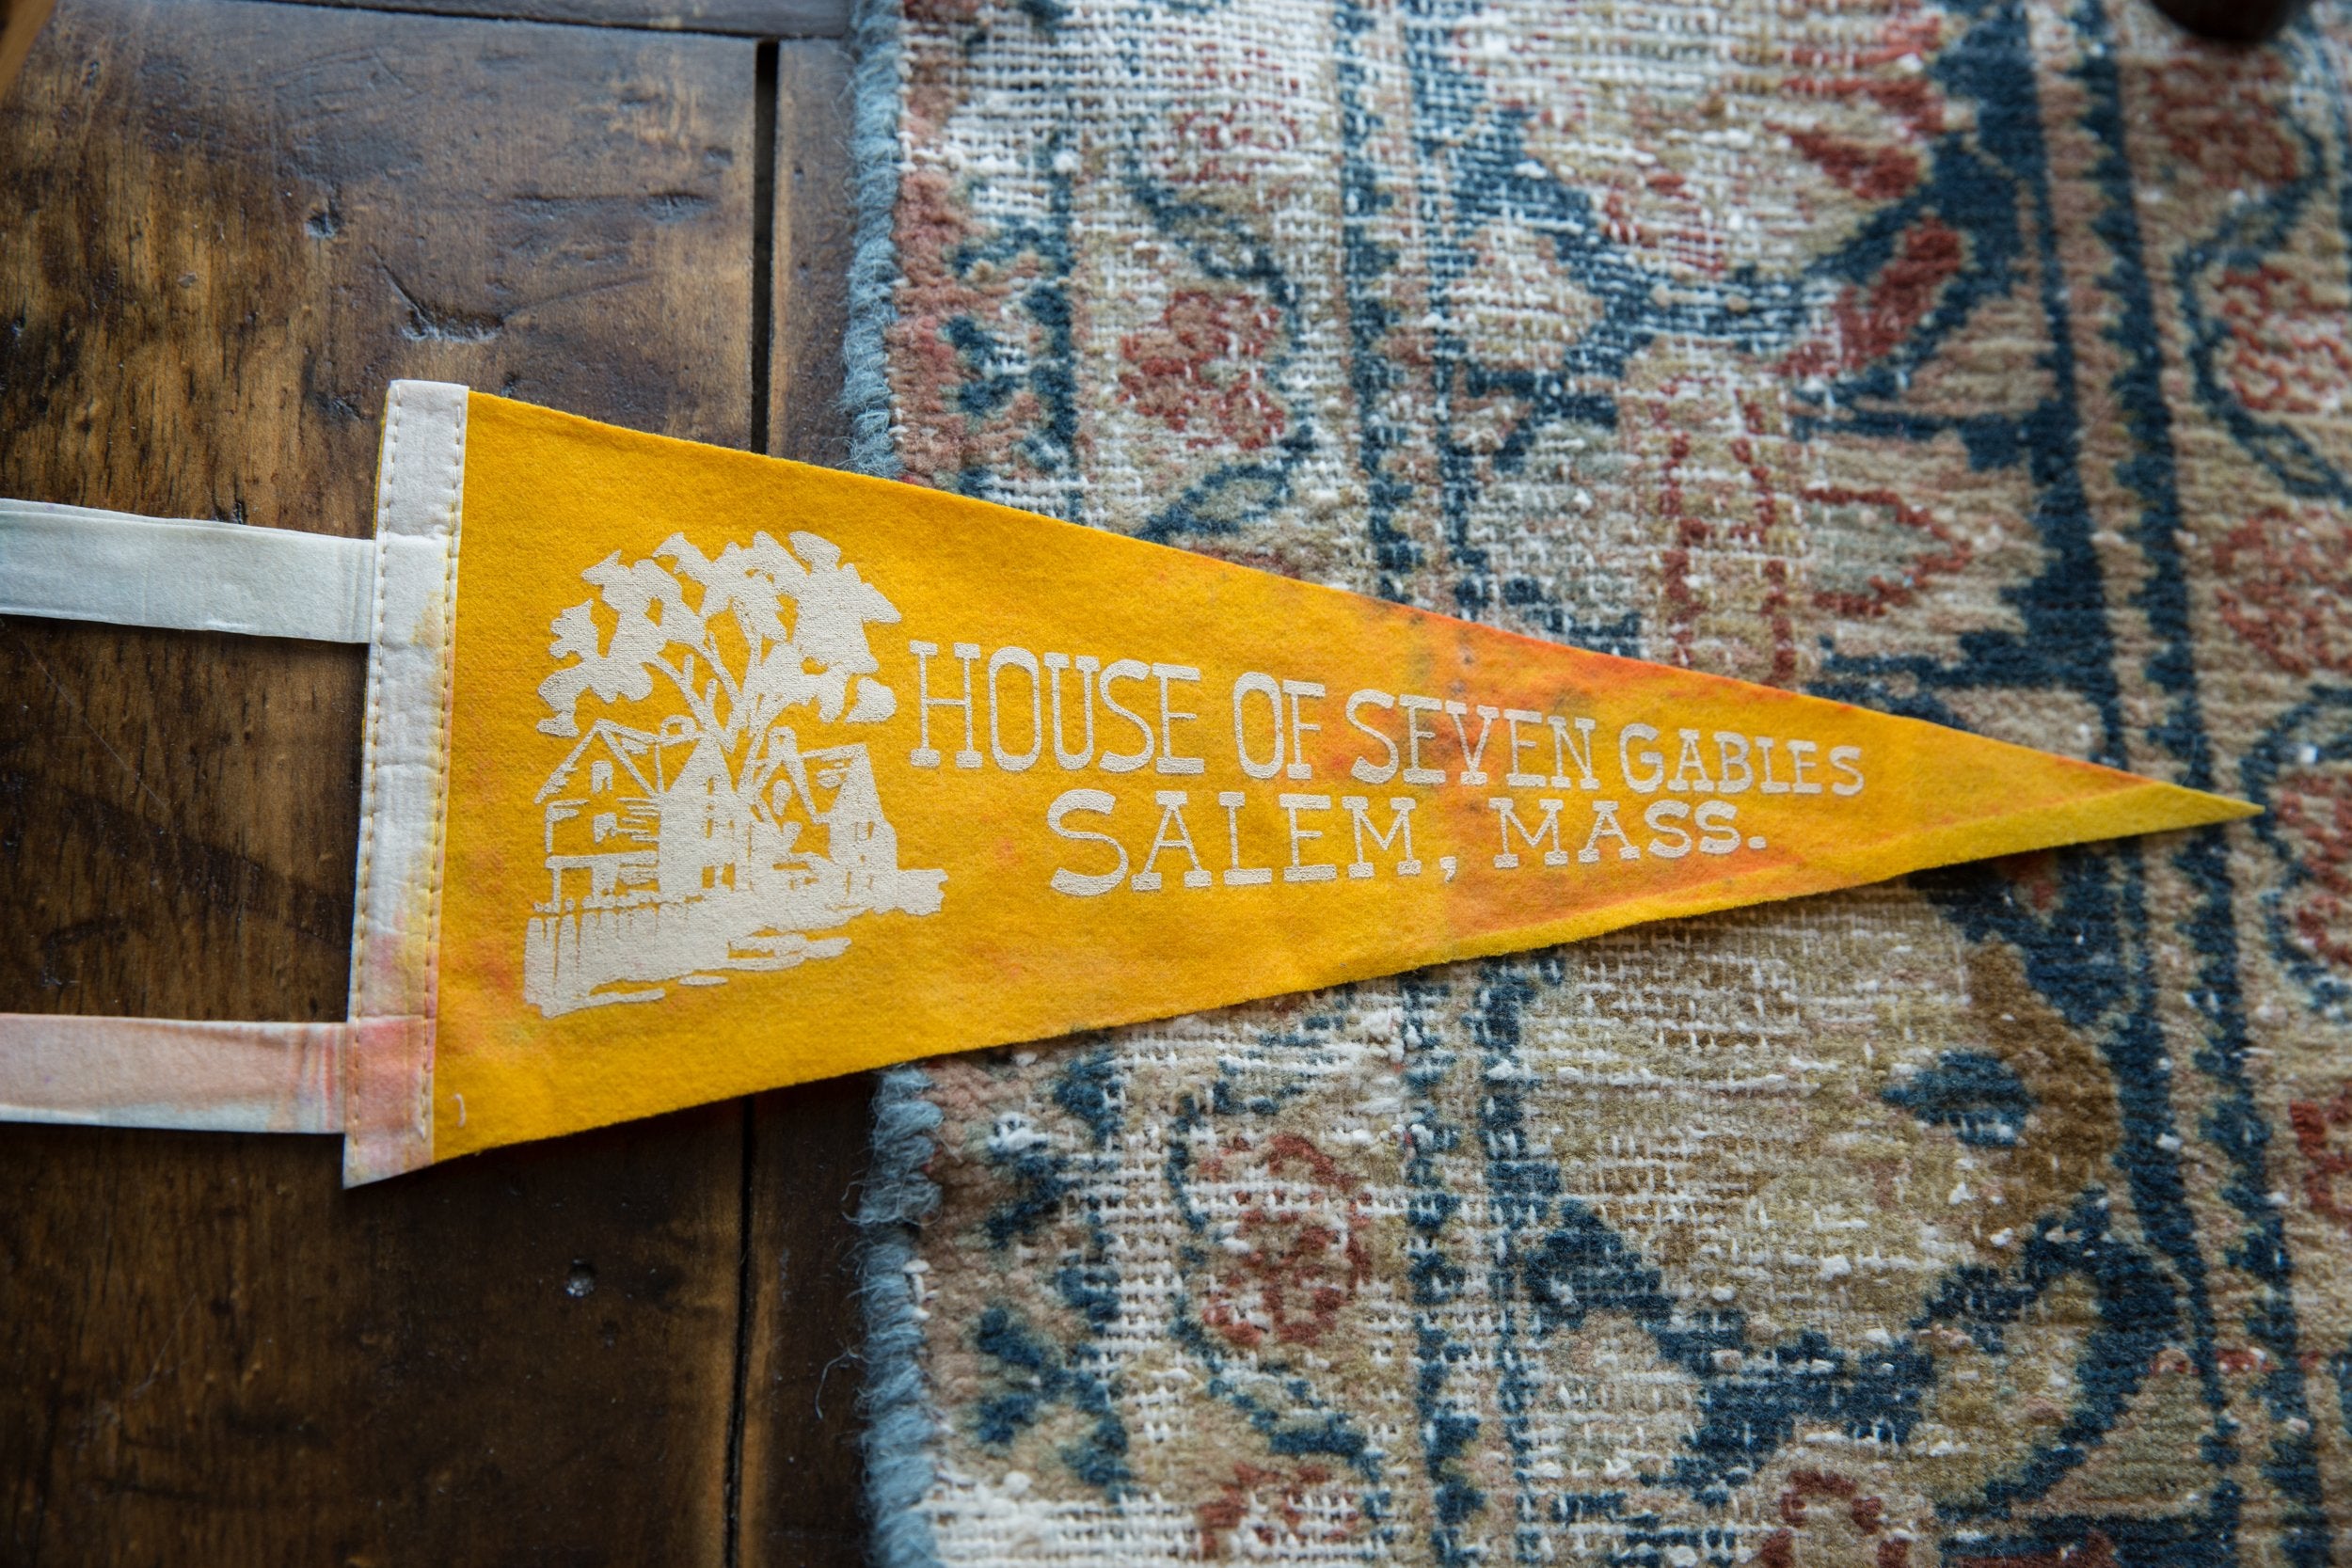 HOUSE OF SEVEN GABLES
SALEM, MASS.